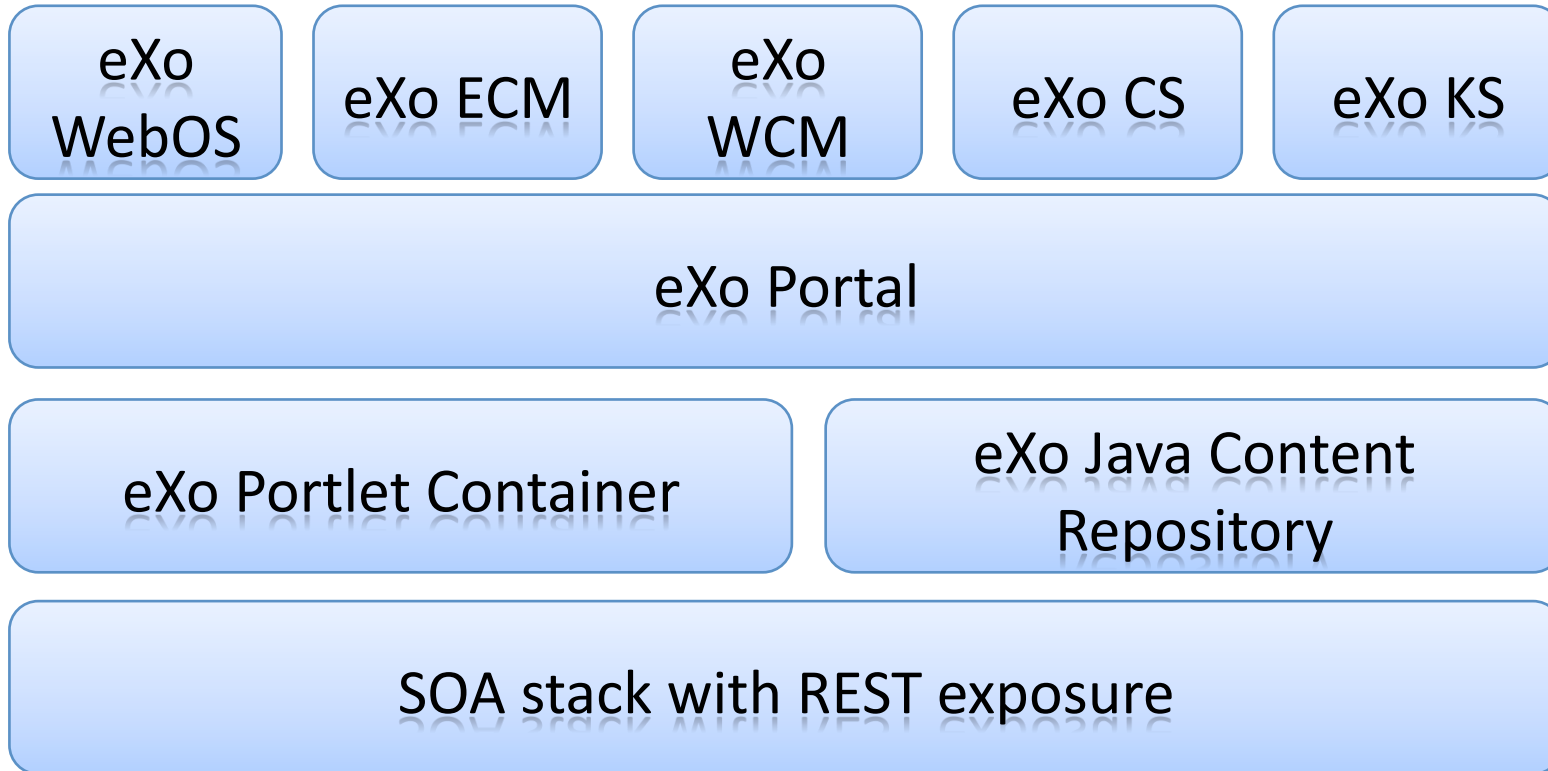 eXo
WebOS
eXo ECM
eXo
WCM
eXo CS
eXo KS
eXo Portal
eXo Portlet Container
eXo Java Content
Repository
SOA stack with REST exposure